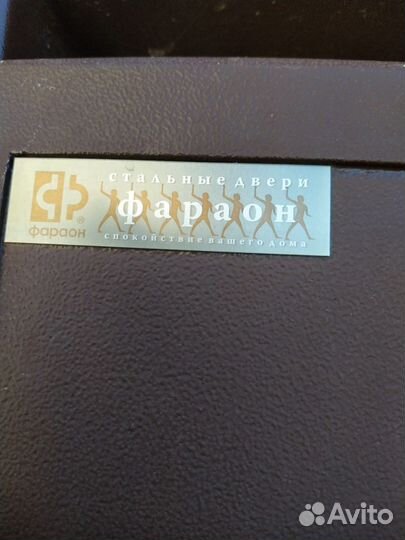 стальные двери
фараон
спокойствие вашего дома
фараон
®
Avito